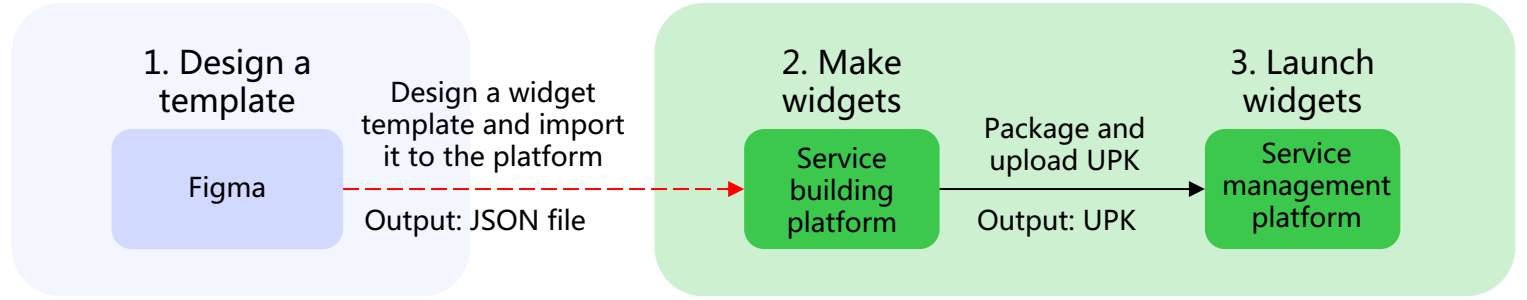 1. Design a
template
Figma
Design a widget
template and import
it to the platform
Output: JSON file
2. Make
widgets
Service
building
platform
Package and
upload UPK
Output: UPK
3. Launch
widgets
Service
management
platform